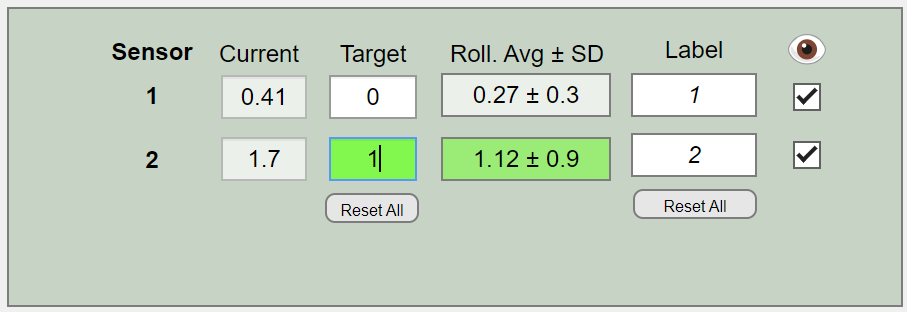 Sensor Current Target Roll. Avg ± SD Label
1 0.41 0 0.27 ± 0.3 1
2 1.7 1 1.12 ± 0.9 2
Reset All Reset All